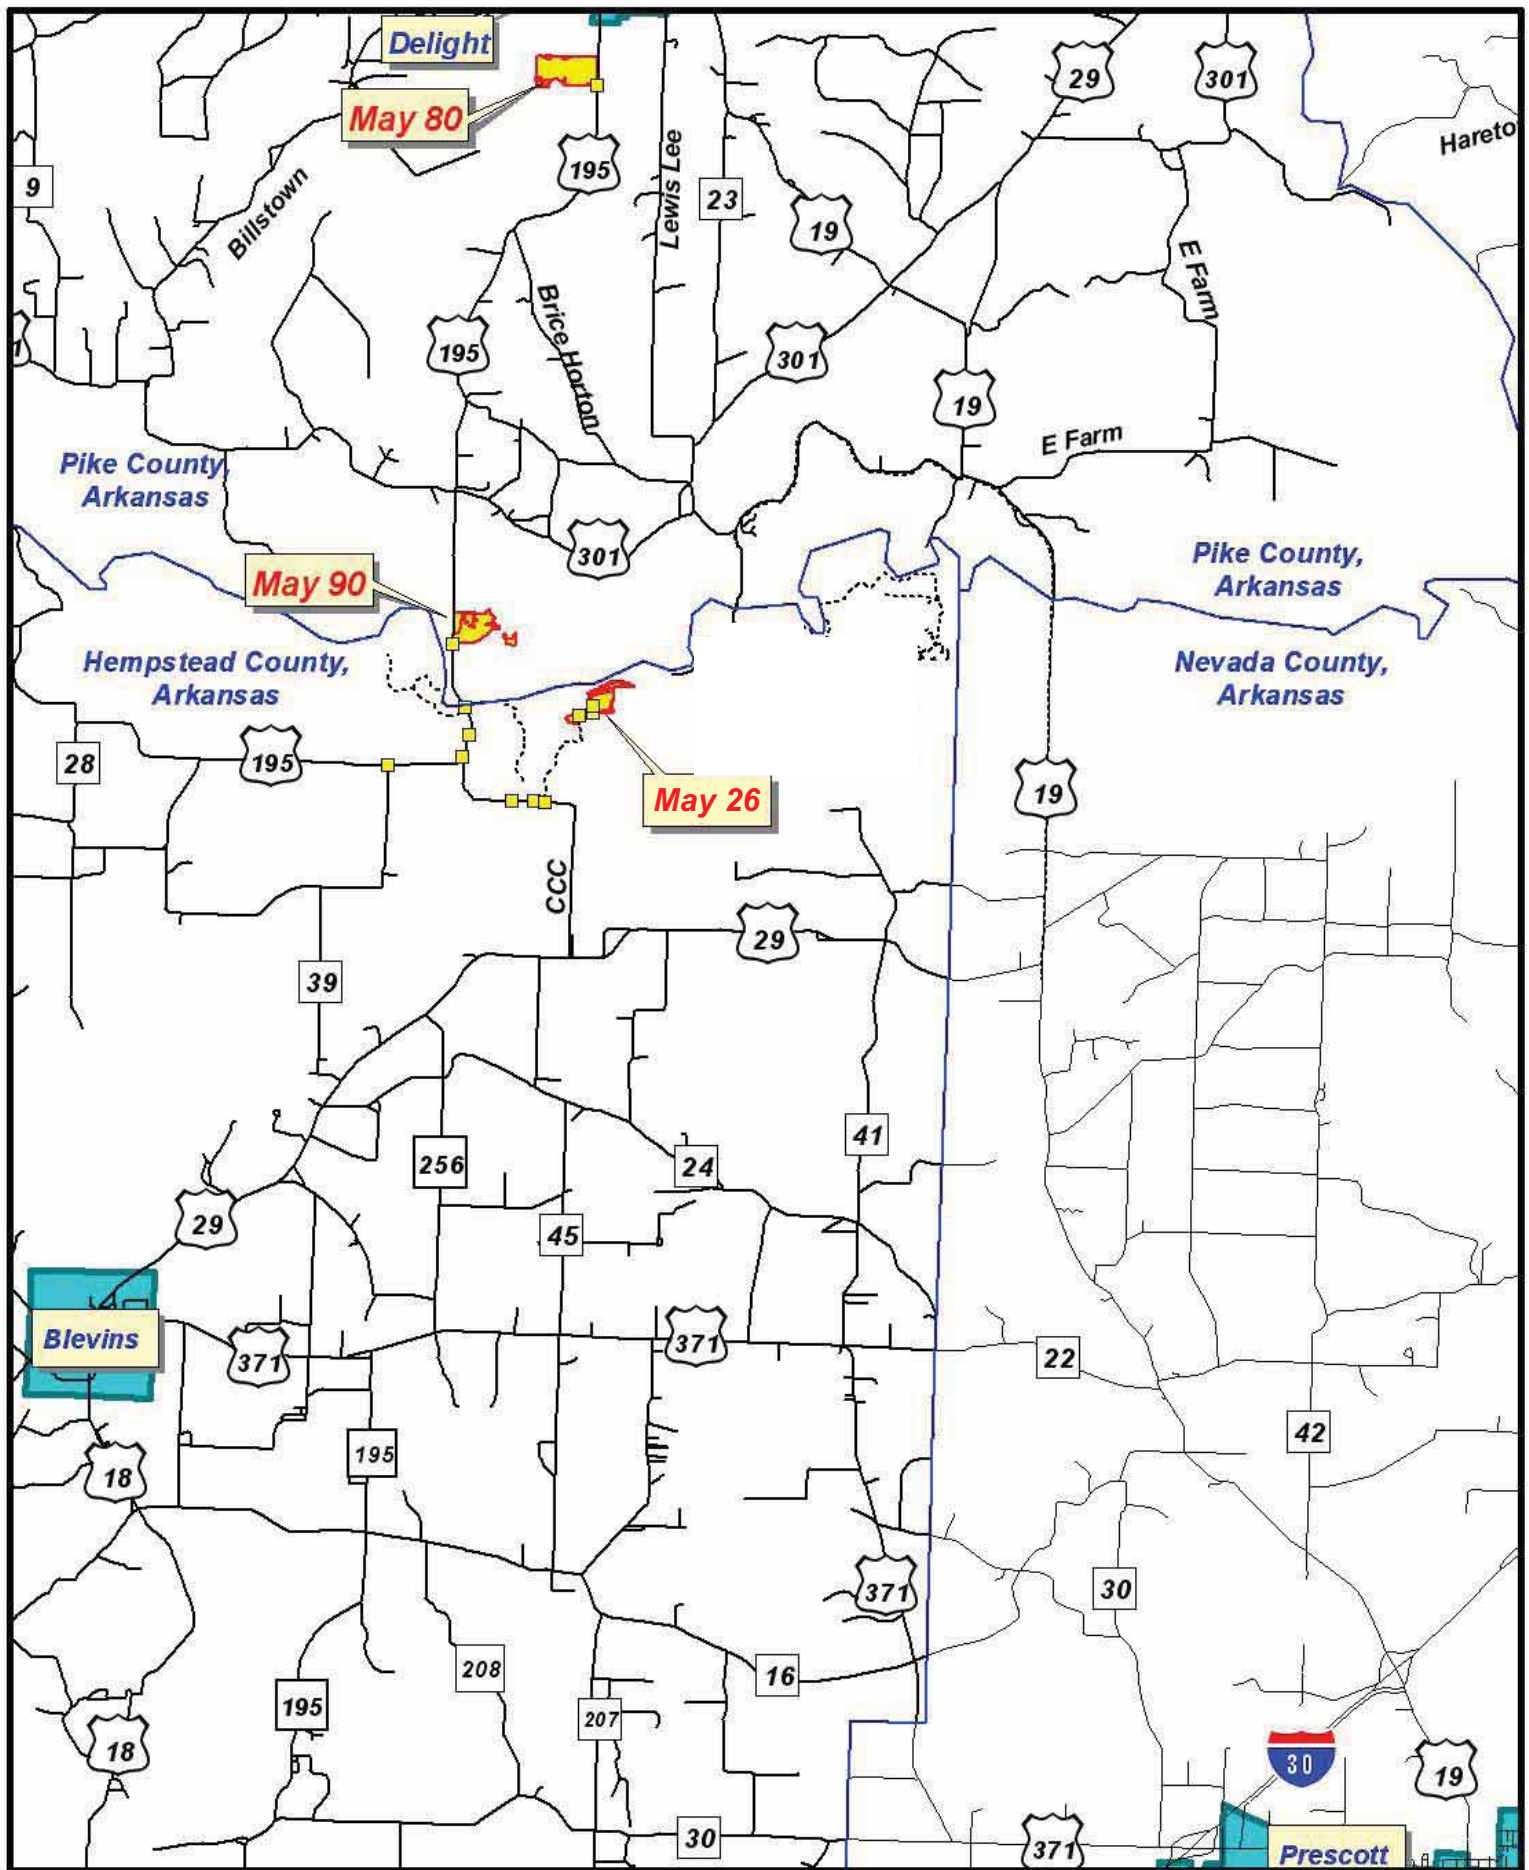 Delight
29
301
May 80
Hareto
195
Lewis Lee
9
23
Billstown
19
E Farm
Brice Horton
195
301
19
E Farm
Pike County,
Arkansas
301
Pike County,
Arkansas
May 90
Hempstead County,
Arkansas
Nevada County,
Arkansas
28
195
19
May 26
CCC
29
39
41
256
24
29
45
Blevins
371
371
22
42
195
18
371
30
208
16
195
207
18
30
19
30
371
Prescott